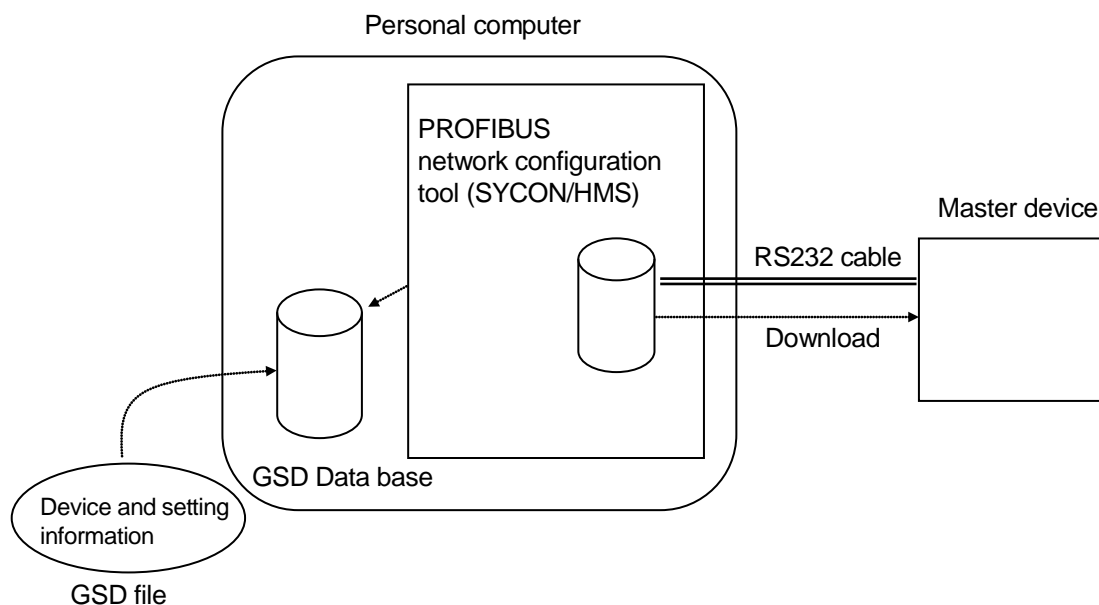 Personal computer
PROFIBUS
network configuration
tool (SYCON/HMS)
Master device
RS232 cable
Download
GSD Data base
Device and setting
information
GSD file